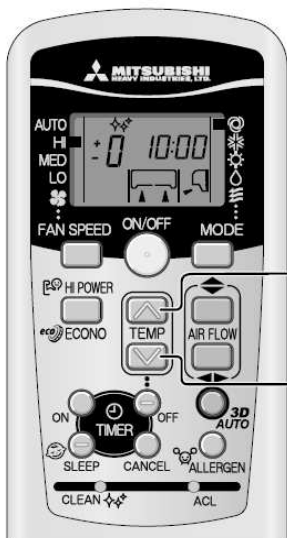 MITSUBISHI
HEAVY INDUSTRIES, LTD.
AUTO
HI
MED
LO
+
- 0 10:00
FAN SPEED ON/OFF MODE
HI POWER
eco ECONO
TEMP AIR FLOW
3D
AUTO
ON OFF
TIMER
SLEEP CANCEL ALLERGEN
CLEAN ACL